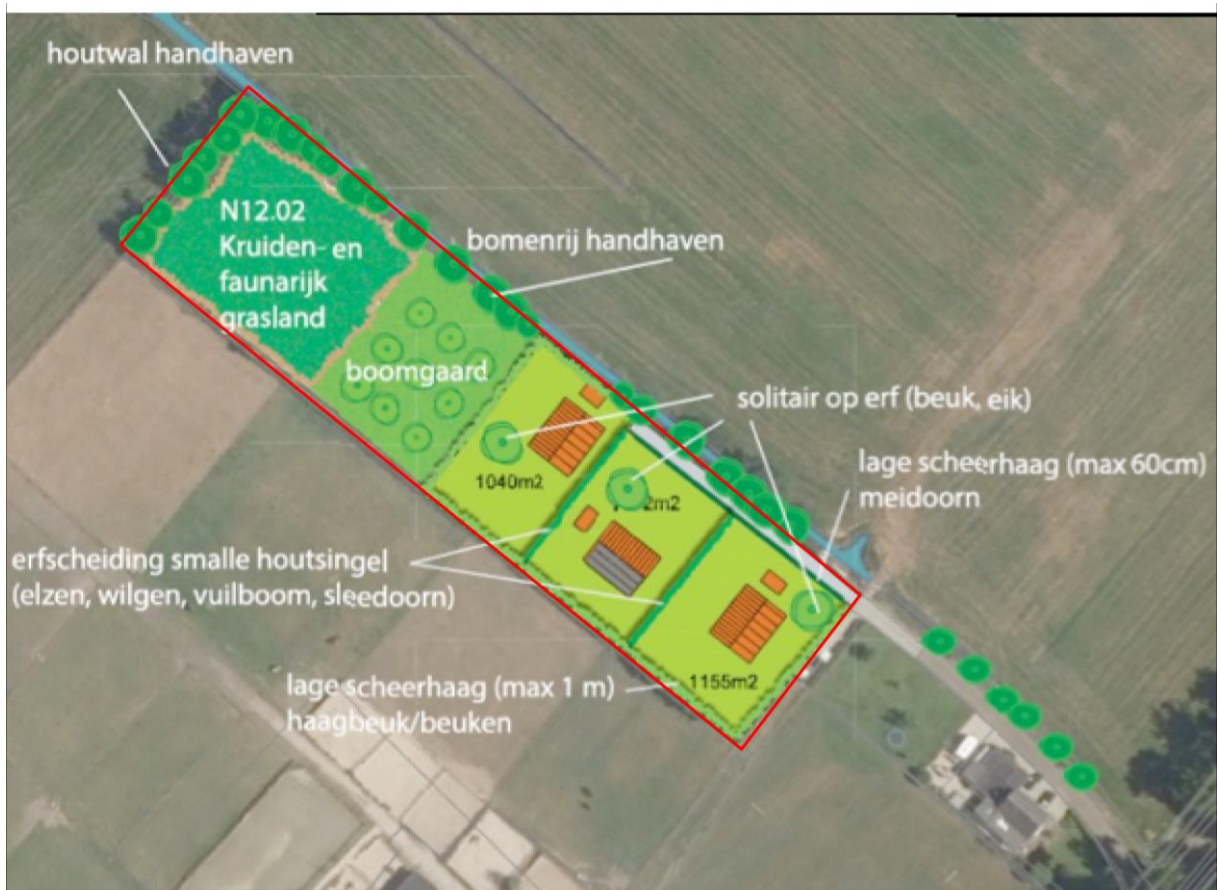 houtwal handhaven
N12.02
Kruiden- en
faunarijk
grasland
bomenrij handhaven
boomgaard
solitair op erf (beuk, eik)
1040m2
lage scheerhaag (max 60cm)
meidoorn
erfscheiding smalle houtsingel
(elzen, wilgen, vuilboom, sleedoorn)
1155m2
lage scheerhaag (max 1 m)
haagbeuk/beuken